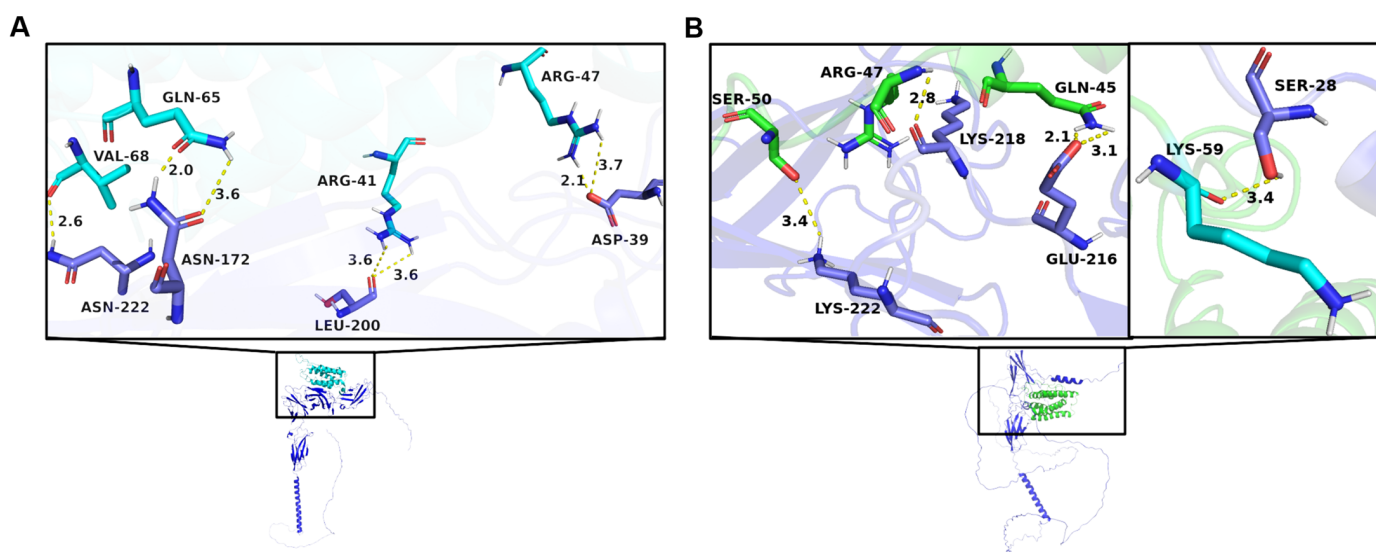 A
GLN-65
VAL-68
2.0
3.6
2.6
ASN-172
ASN-222
ARG-41
3.6
3.6
LEU-200
ARG-47
3.7
2.1
ASP-39
B
ARG-47
GLN-45
SER-50
2.8
LYS-218
2.1
3.1
3.4
GLU-216
LYS-222
SER-28
LYS-59
3.4